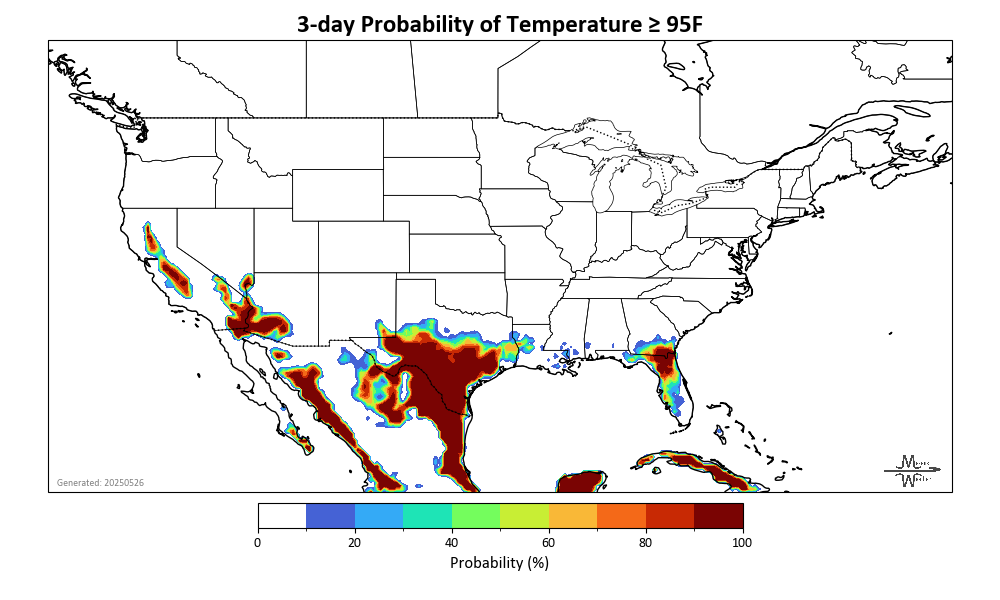 3-day Probability of Temperature ≥ 95F
Generated: 20250526
0 20 40 60 80 100
Probability (%)